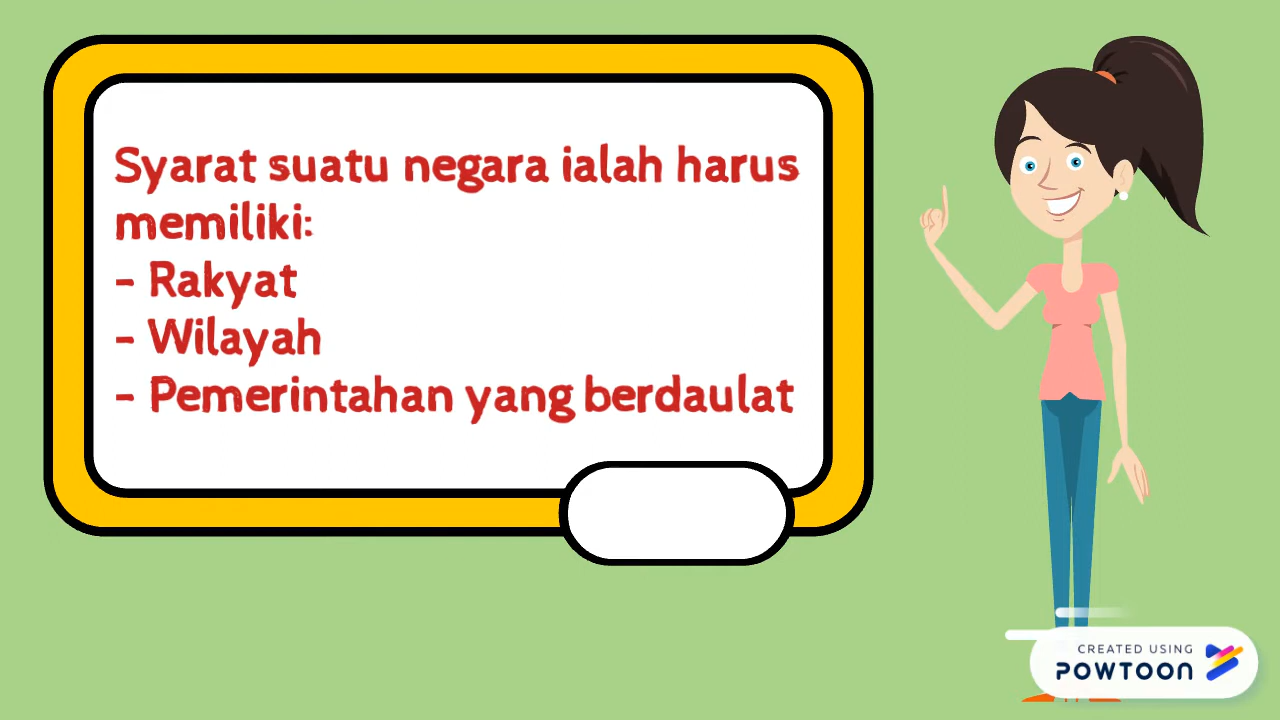 Syarat suatu negara ialah harus
memiliki:
- Rakyat
- Wilayah
- Pemerintahan yang berdaulat
CREATED USING
POWTOON